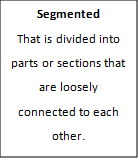 Segmented
That is divided into
parts or sections that
are loosely
connected to each
other.